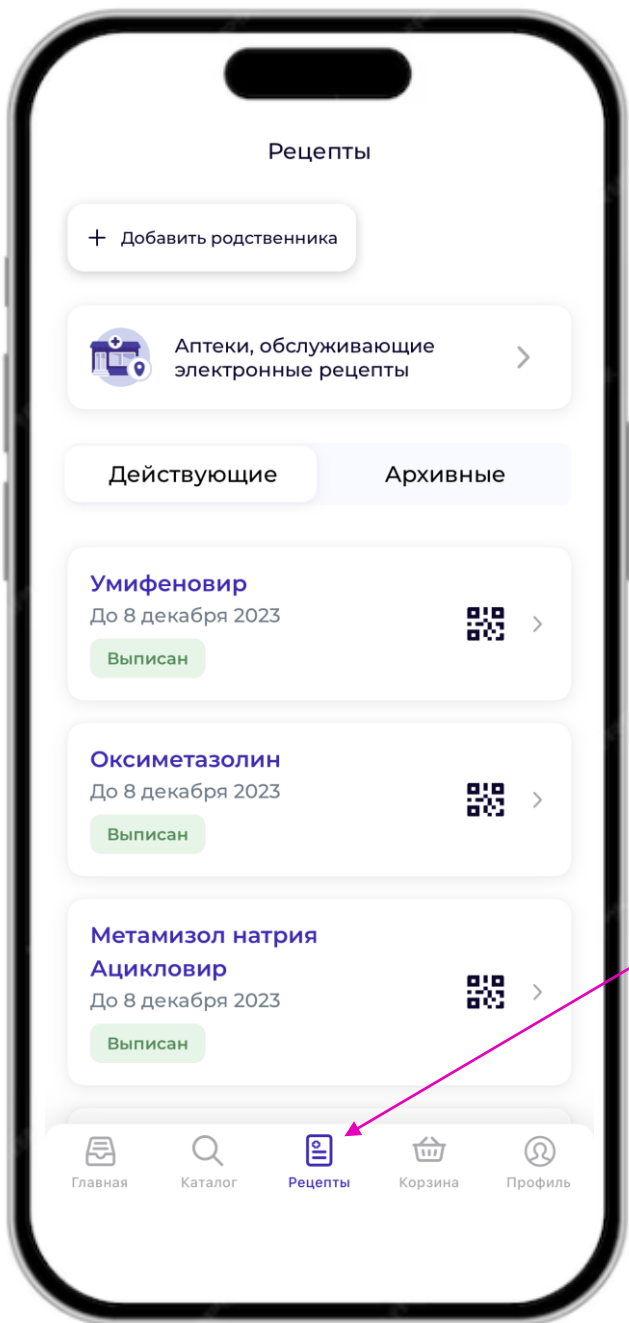 Рецепты
+ Добавить родственника
Аптеки, обслуживающие
электронные рецепты
Действующие
Архивные
Умифеновир
До 8 декабря 2023
Выписан
Оксиметазолин
До 8 декабря 2023
Выписан
Метамизол натрия
Ацикловир
До 8 декабря 2023
Выписан
Главная
Каталог
Рецепты
Корзина
Профиль